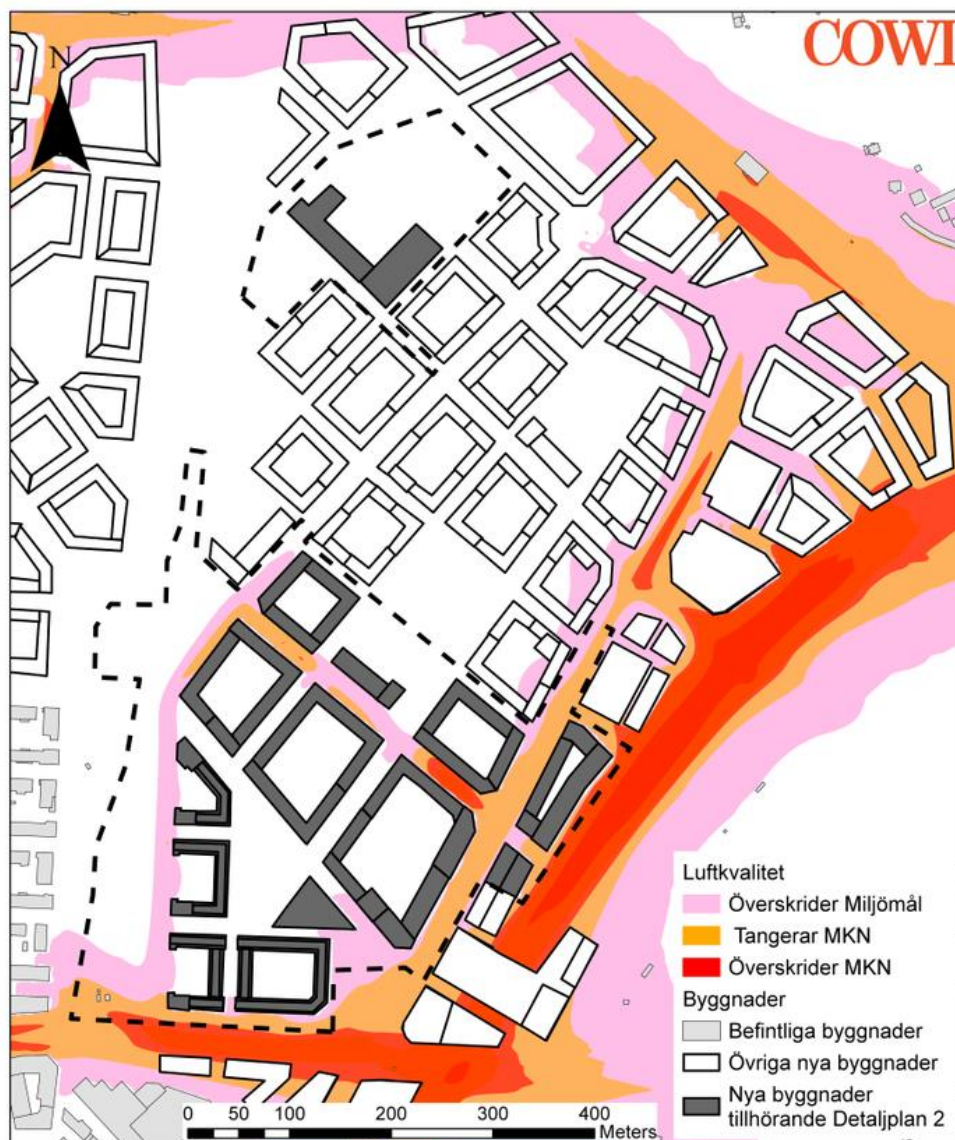 COWI
N
Luftkvalitet
Överskrider Miljömål
Tangerar MKN
Överskrider MKN
Byggnader
Befintliga byggnader
Övriga nya byggnader
Nya byggnader
tillhörande Detaljplan 2
0 50 100 200 300 400
Meters